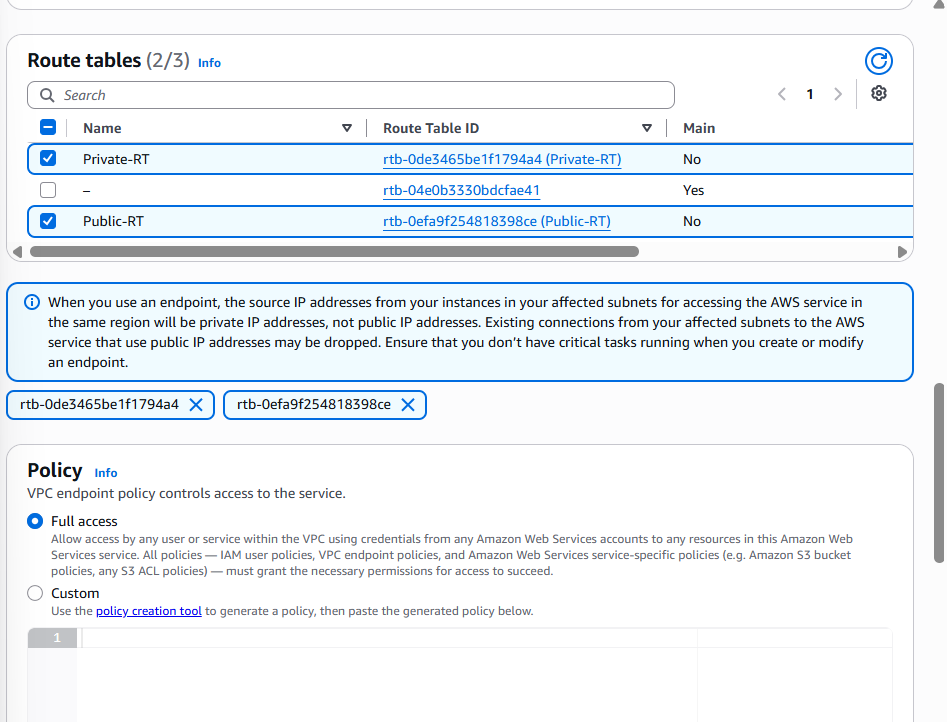 Route tables (2/3) Info
Search
1
Name Route Table ID Main
Private-RT rtb-0de3465be1f1794a4 (Private-RT) No
– rtb-04e0b3330bdcfae41 Yes
Public-RT rtb-0efa9f254818398ce (Public-RT) No
When you use an endpoint, the source IP addresses from your instances in your affected subnets for accessing the AWS service in
the same region will be private IP addresses, not public IP addresses. Existing connections from your affected subnets to the AWS
service that use public IP addresses may be dropped. Ensure that you don't have critical tasks running when you create or modify
an endpoint.
rtb-0de3465be1f1794a4 rtb-0efa9f254818398ce
Policy Info
VPC endpoint policy controls access to the service.
Full access
Allow access by any user or service within the VPC using credentials from any Amazon Web Services accounts to any resources in this Amazon Web
Services service. All policies — IAM user policies, VPC endpoint policies, and Amazon Web Services service-specific policies (e.g. Amazon S3 bucket
policies, any S3 ACL policies) — must grant the necessary permissions for access to succeed.
Custom
Use the policy creation tool to generate a policy, then paste the generated policy below.
1